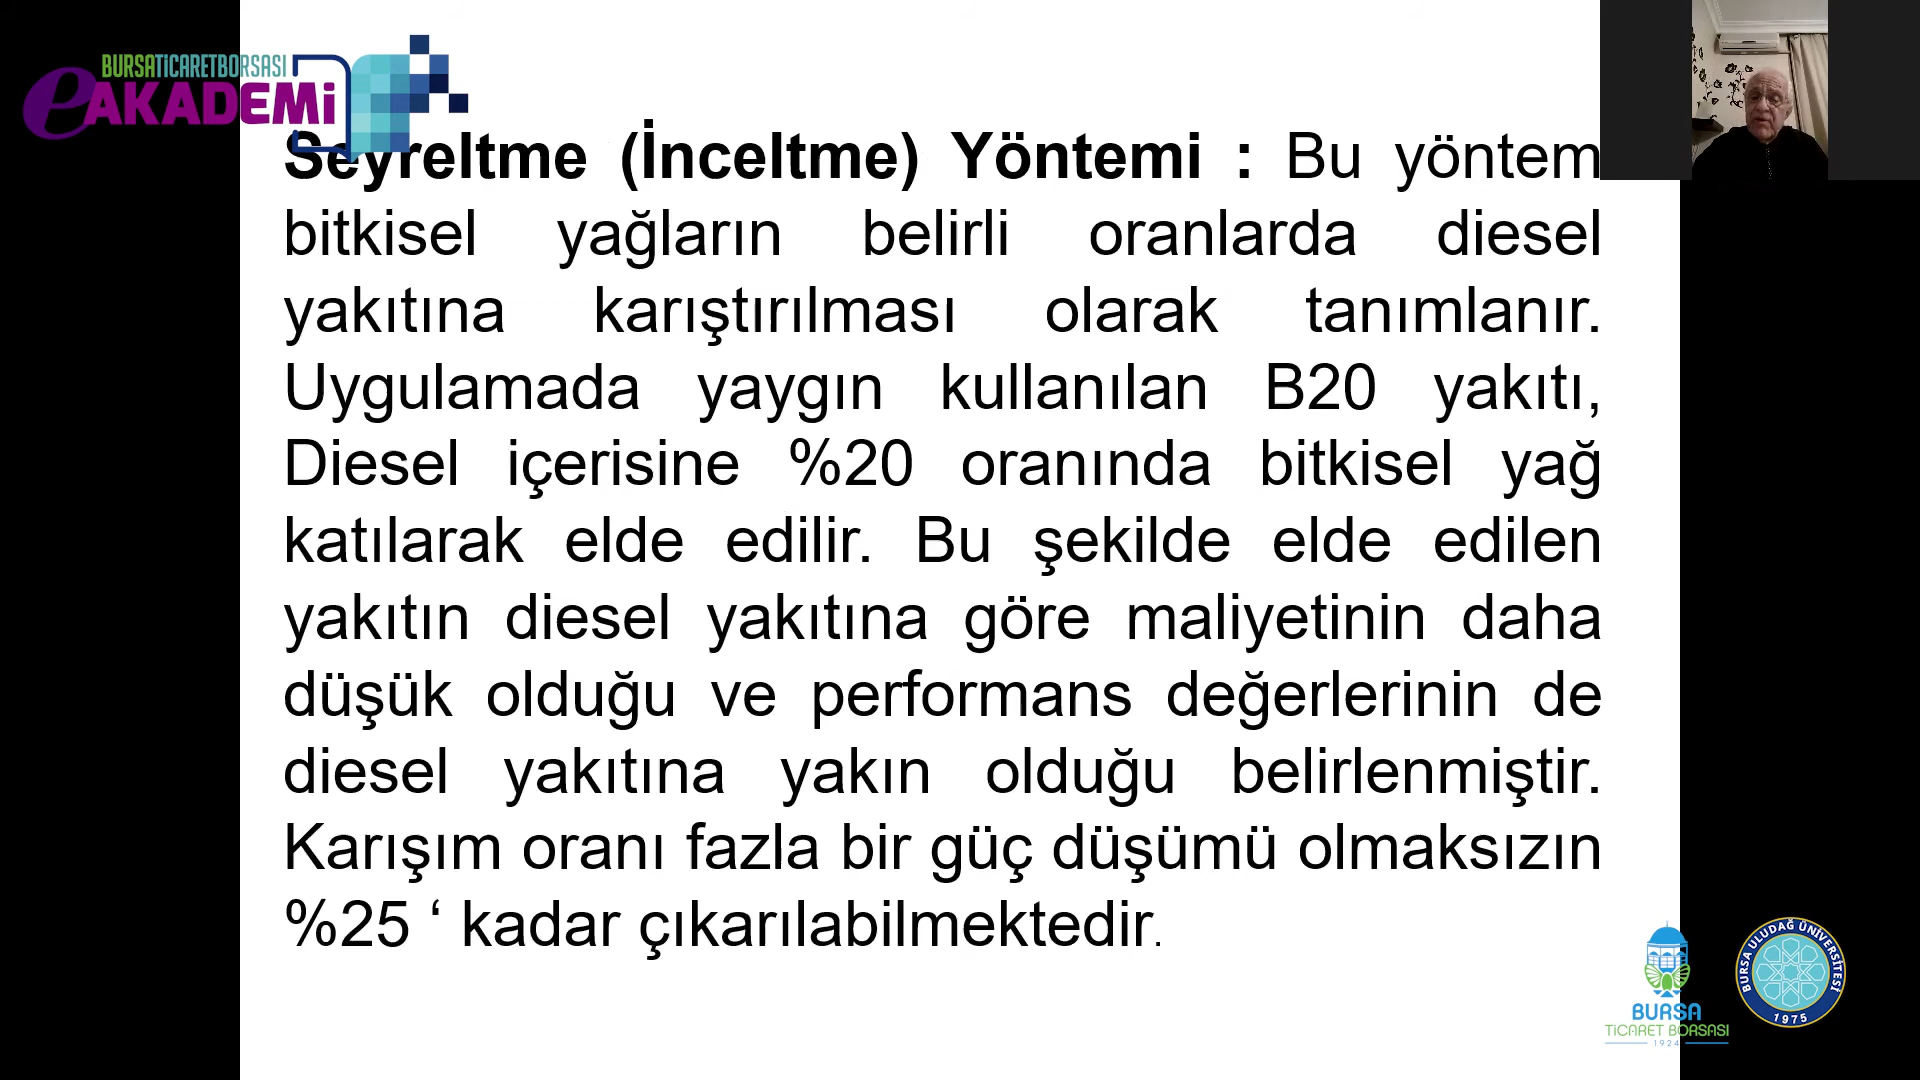 BURSATİCARETBORSASI
eAKADEMi
Seyreltme (İnceltme) Yöntemi : Bu yöntem
bitkisel yağların belirli oranlarda diesel
yakıtına karıştırılması olarak tanımlanır.
Uygulamada yaygın kullanılan B20 yakıtı,
Diesel içerisine %20 oranında bitkisel yağ
katılarak elde edilir. Bu şekilde elde edilen
yakıtın diesel yakıtına göre maliyetinin daha
düşük olduğu ve performans değerlerinin de
diesel yakıtına yakın olduğu belirlenmiştir.
Karışım oranı fazla bir güç düşümü olmaksızın
%25 ‘ kadar çıkarılabilmektedir.
BURSA
TİCARET BORSASI
1924
BURSA ULUDAĞ ÜNİVERSİTESİ
1975